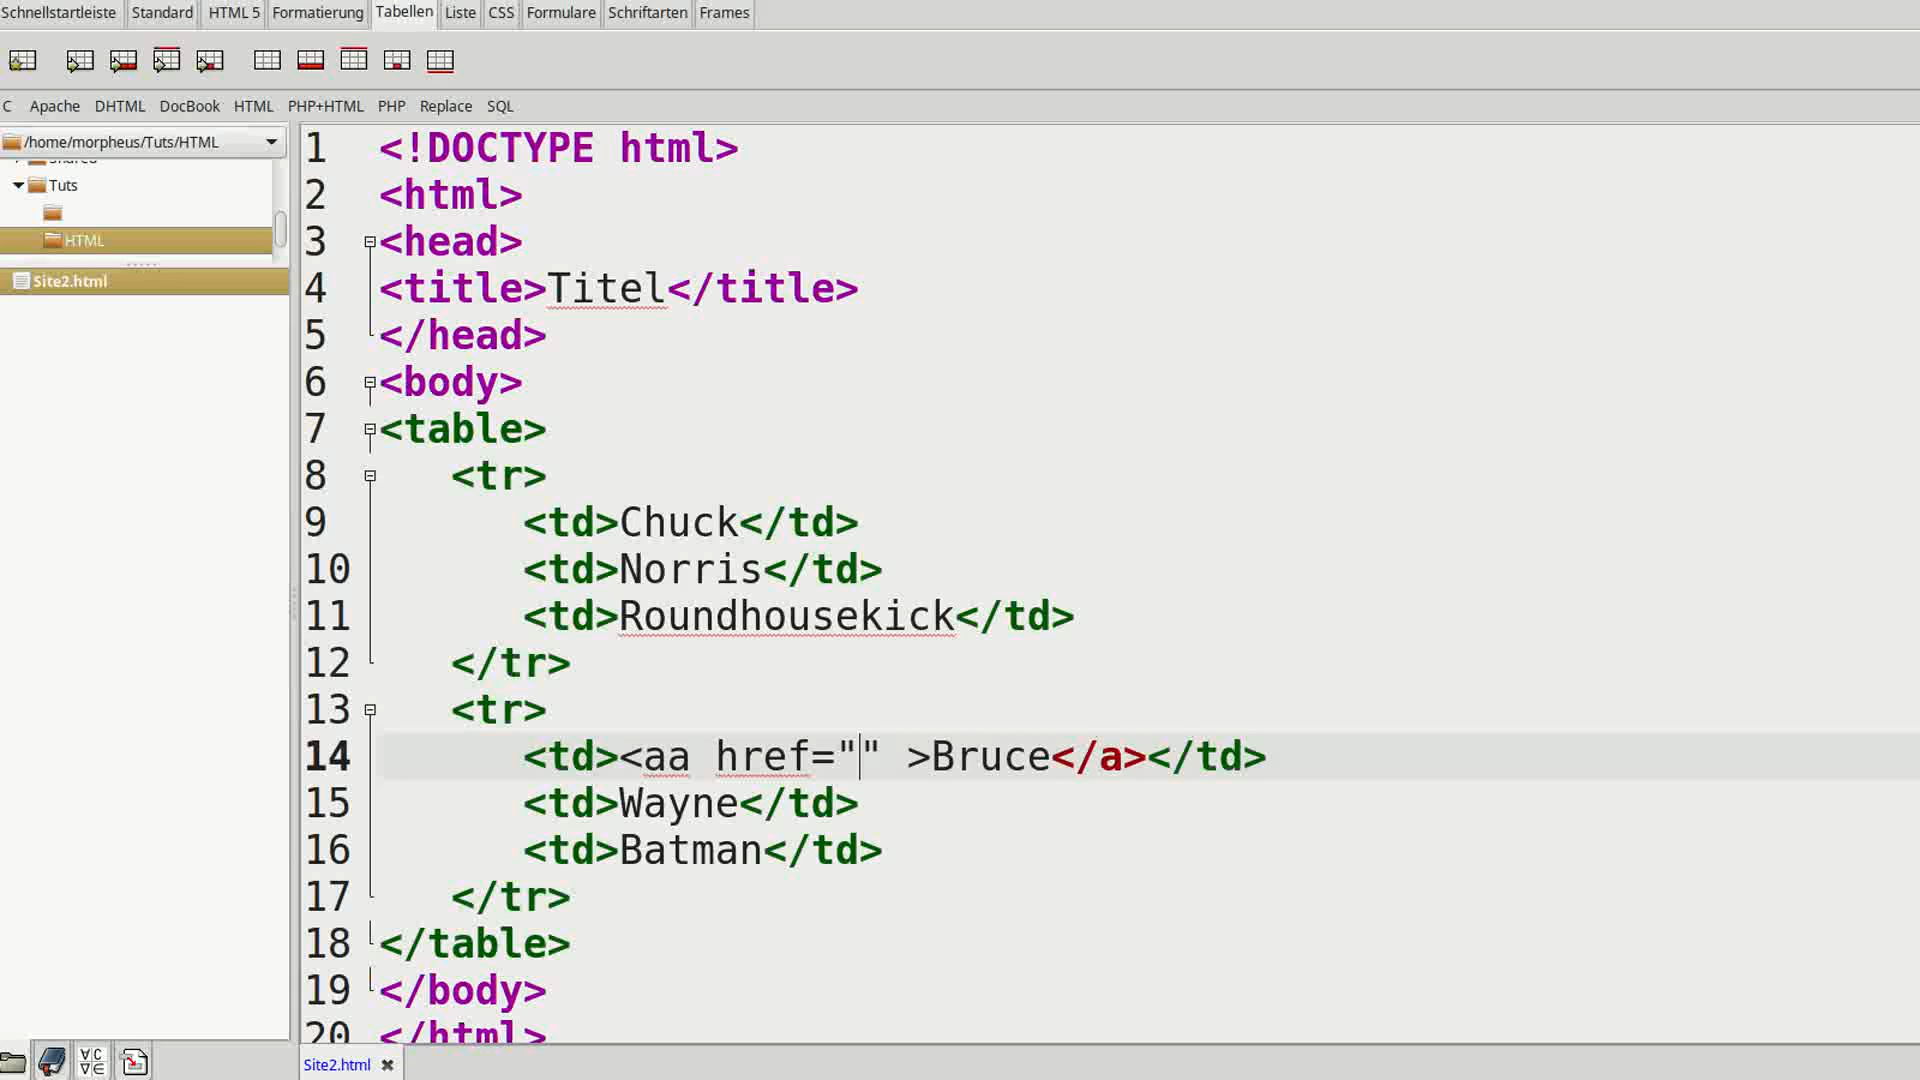 Schnellstartleiste Standard HTML 5 Formatierung Tabellen Liste CSS Formulare Schriftarten Frames
C Apache DHTML DocBook HTML PHP+HTML PHP Replace SQL
/home/morpheus/Tuts/HTML
Shared
Tuts
HTML
Site2.html
1 <!DOCTYPE html>
2 <html>
3 <head>
4 <title>Titel</title>
5 </head>
6 <body>
7 <table>
8 <tr>
9 <td>Chuck</td>
10 <td>Norris</td>
11 <td>Roundhousekick</td>
12 </tr>
13 <tr>
14 <td><aa href="" >Bruce</a></td>
15 <td>Wayne</td>
16 <td>Batman</td>
17 </tr>
18 </table>
19 </body>
20 </html>
Site2.html